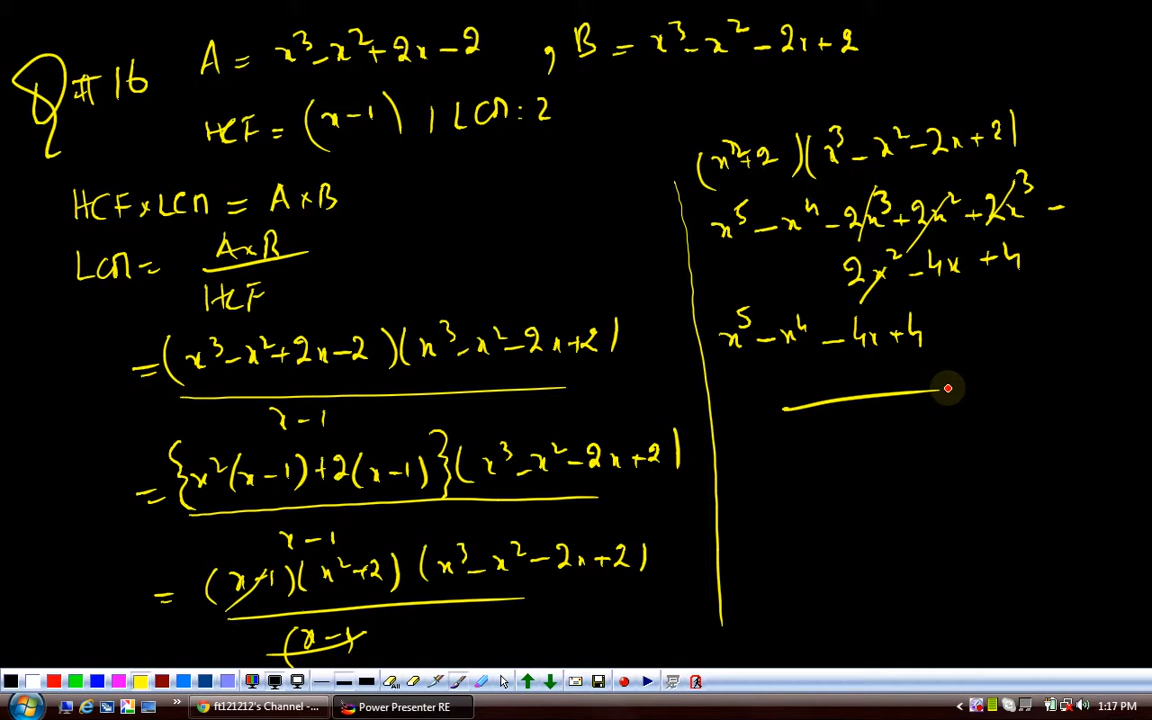 Q#16 A = x³-x²+2x-2 , B = x³-x²-2x+2
HCF = (x-1) , LCM: ?
HCF×LCM = A×B
LCM = A×B / HCF
= (x³-x²+2x-2)(x³-x²-2x+2) / x-1
= {x²(x-1)+2(x-1)}(x³-x²-2x+2) / x-1
= (x-1)(x²+2)(x³-x²-2x+2) / (x-1)
(x²+2)(x³-x²-2x+2)
x⁵-x⁴-2x³+2x²+2x³-
2x²-4x+4
x⁵-x⁴-4x+4
ft121212's Channel -...
Power Presenter RE
1:17 PM